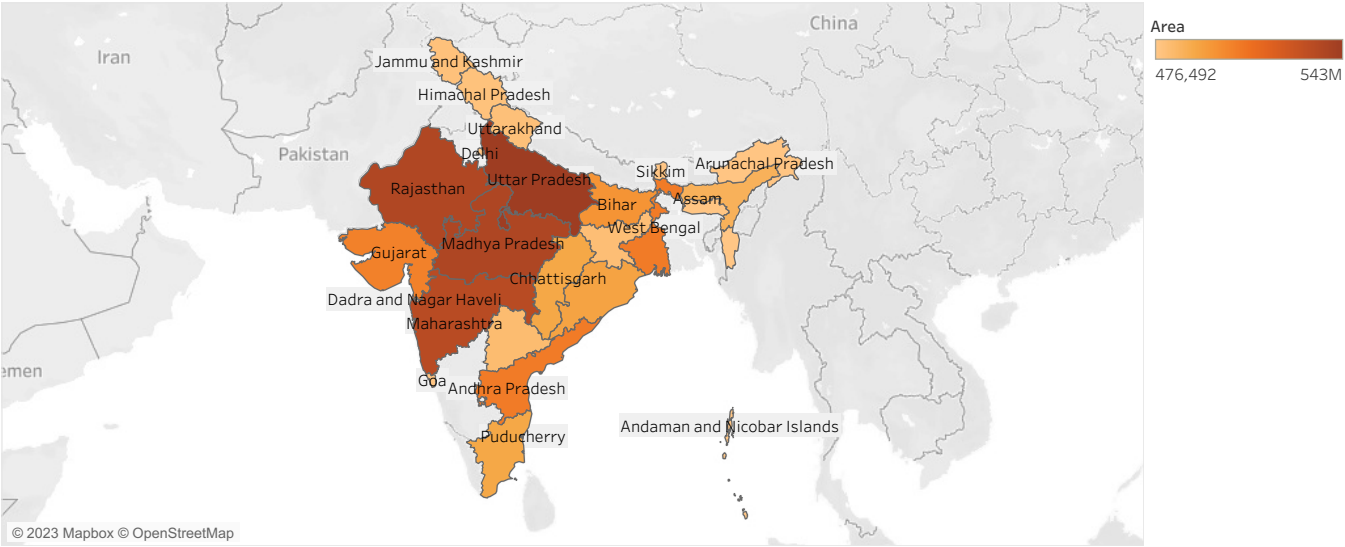 China
Area
476,492
543M
Iran
Jammu and Kashmir
Himachal Pradesh
Uttarakhand
Pakistan
Delhi
Sikkim
Arunachal Pradesh
Rajasthan
Uttar Pradesh
Bihar
Assam
West Bengal
Gujarat
Madhya Pradesh
Chhattisgarh
Dadra and Nagar Haveli
Maharashtra
emen
Goa
Andhra Pradesh
Andaman and Nicobar Islands
Puducherry
© 2023 Mapbox © OpenStreetMap